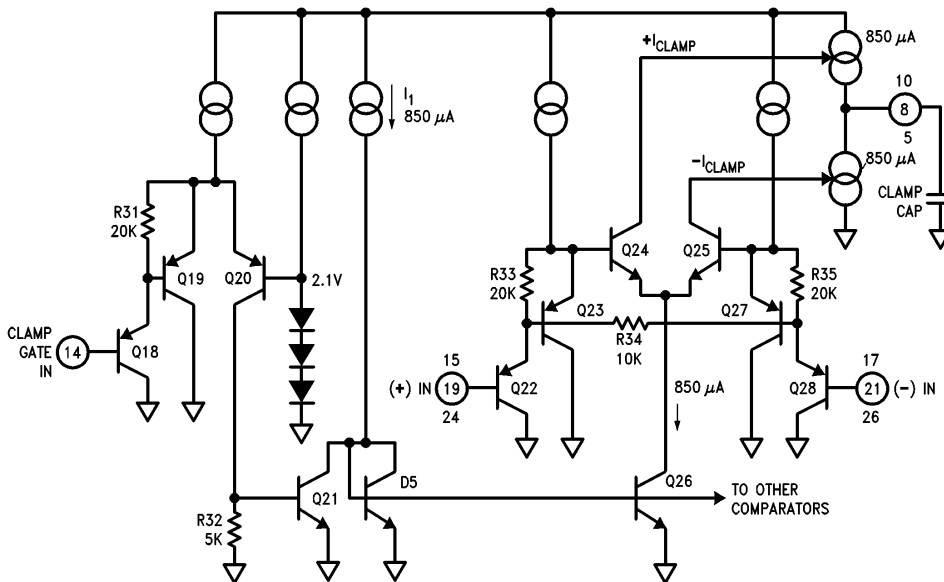 +ICLAMP
850 μA
I1
850 μA
10
8
5
-ICLAMP
850 μA
CLAMP
CAP
R31
20K
Q19
Q20
2.1V
Q24
Q25
R33
20K
R35
20K
Q23
Q27
R34
10K
CLAMP
GATE
IN
14
Q18
15
(+) IN
19
24
Q22
850 μA
Q28
17
21
(-) IN
26
D5
Q26
Q21
R32
5K
TO OTHER
COMPARATORS